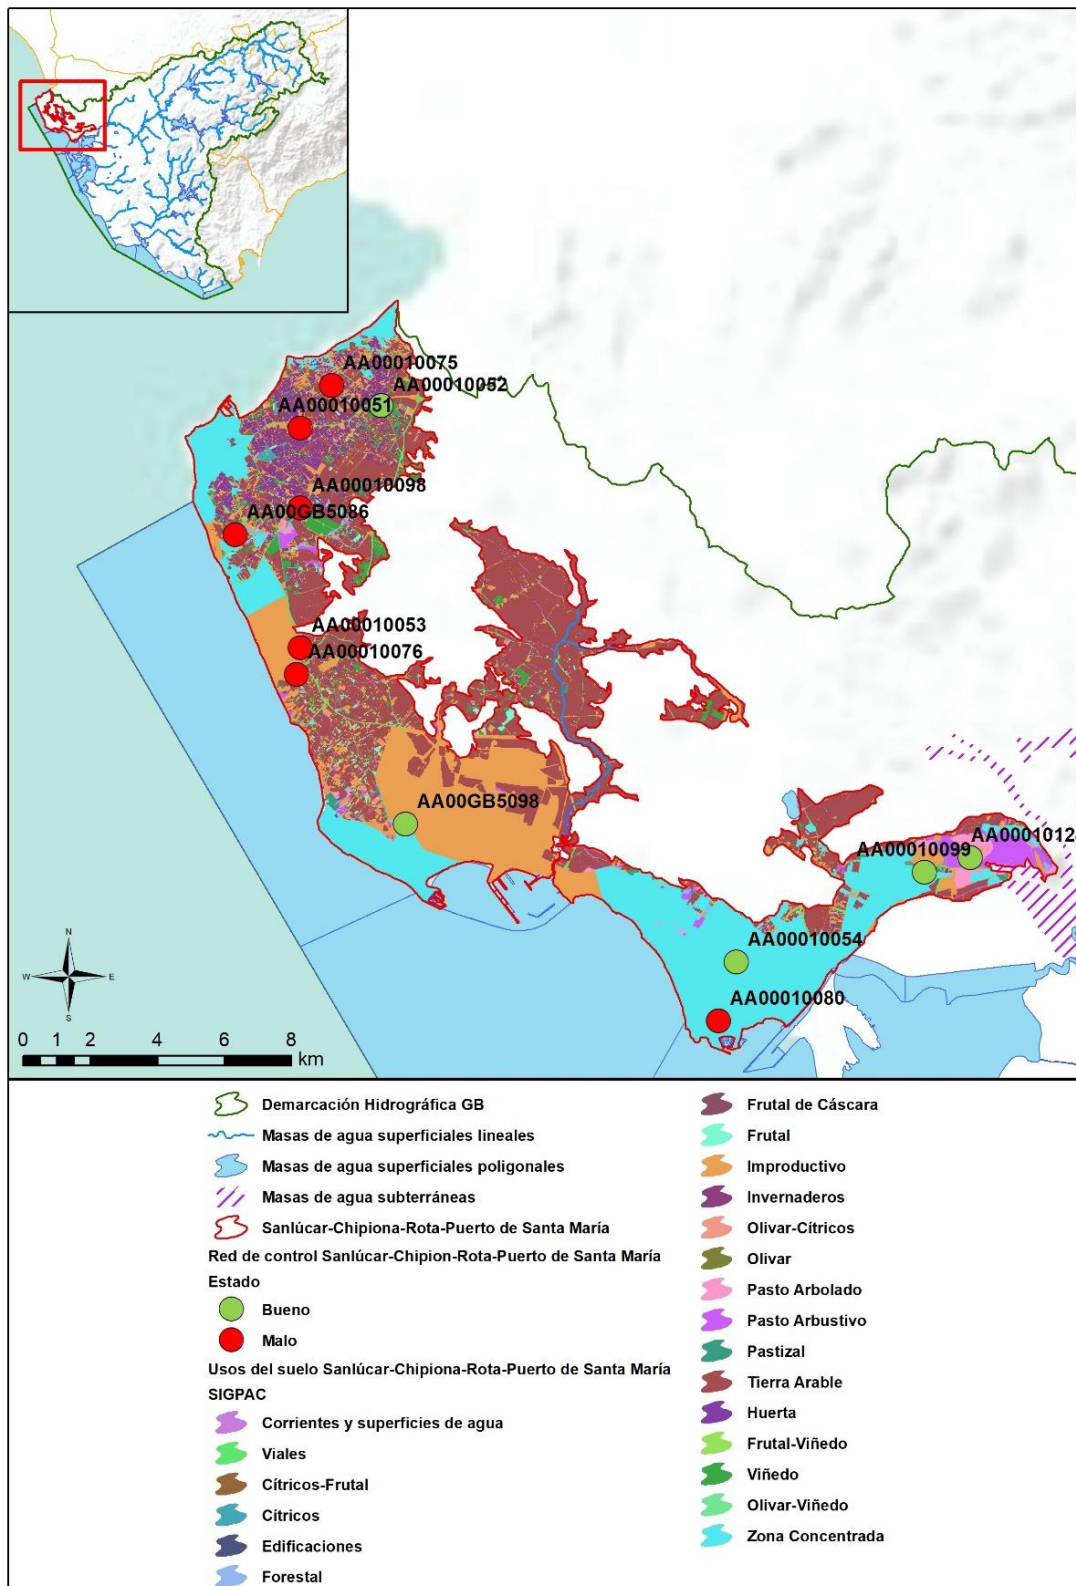 AA00010075
AA00010052
AA00010051
AA00010098
AA00GB5086
AA00010053
AA00010076
AA00GB5098
AA0001012
AA00010099
AA00010054
AA00010080
N
W E
S
0 1 2 4 6 8
km
Demarcación Hidrográfica GB
Masas de agua superficiales lineales
Masas de agua superficiales poligonales
Masas de agua subterráneas
Sanlúcar-Chipiona-Rota-Puerto de Santa María
Red de control Sanlúcar-Chipion-Rota-Puerto de Santa María
Estado
Bueno
Malo
Usos del suelo Sanlúcar-Chipiona-Rota-Puerto de Santa María
SIGPAC
Corrientes y superficies de agua
Viales
Cítricos-Frutal
Cítricos
Edificaciones
Forestal
Frutal de Cáscara
Frutal
Improductivo
Invernaderos
Olivar-Cítricos
Olivar
Pasto Arbolado
Pasto Arbustivo
Pastizal
Tierra Arable
Huerta
Frutal-Viñedo
Viñedo
Olivar-Viñedo
Zona Concentrada